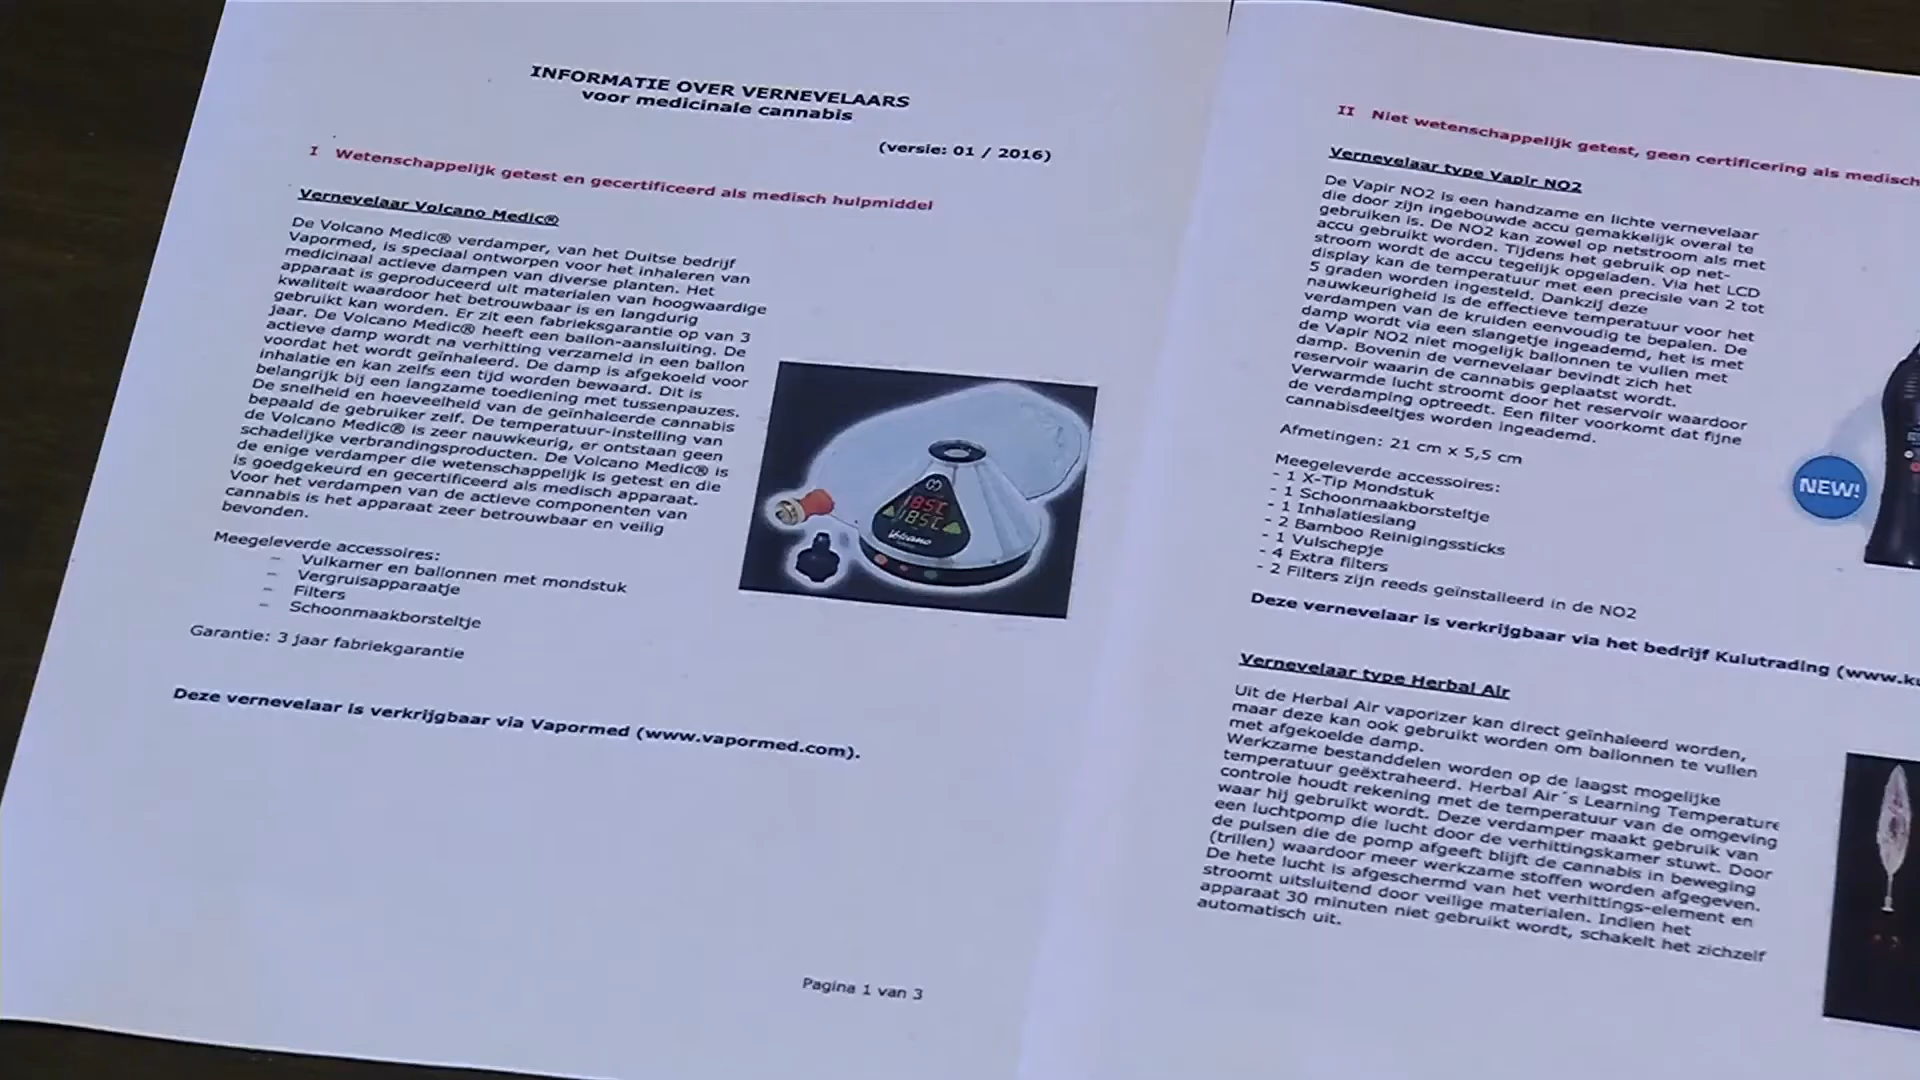 INFORMATIE OVER VERNEVELAARS
voor medicinale cannabis
(versie: 01 / 2016)
I Wetenschappelijk getest en gecertificeerd als medisch hulpmiddel
Vernevelaar Volcano Medic®
De Volcano Medic® verdamper, van het Duitse bedrijf
Vapormed, is speciaal ontworpen voor het inhaleren van
medicinaal actieve dampen van diverse planten. Het
apparaat is geproduceerd uit materialen van hoogwaardige
kwaliteit waardoor het betrouwbaar is en langdurig
gebruikt kan worden. Er zit een fabrieksgarantie op van 3
jaar. De Volcano Medic® heeft een ballon-aansluiting. De
actieve damp wordt na verhitting verzameld in een ballon
voordat het wordt geïnhaleerd. De damp is afgekoeld voor
inhalatie en kan zelfs een tijd worden bewaard. Dit is
belangrijk bij een langzame toediening met tussenpauzes.
De snelheid en hoeveelheid van de geïnhaleerde cannabis
bepaald de gebruiker zelf. De temperatuur-instelling van
de Volcano Medic® is zeer nauwkeurig, er ontstaan geen
schadelijke verbrandingsproducten. De Volcano Medic® is
de enige verdamper die wetenschappelijk is getest en die
is goedgekeurd en gecertificeerd als medisch apparaat.
Voor het verdampen van de actieve componenten van
cannabis is het apparaat zeer betrouwbaar en veilig
bevonden.
185C
185C
Volcano
Meegeleverde accessoires:
– Vulkamer en ballonnen met mondstuk
– Vergruisapparaatje
– Filters
– Schoonmaakborsteltje
Garantie: 3 jaar fabriekgarantie
Deze vernevelaar is verkrijgbaar via Vapormed (www.vapormed.com).
Pagina 1 van 3
II Niet wetenschappelijk getest, geen certificering als medisch
Vernevelaar type Vapir NO2
De Vapir NO2 is een handzame en lichte vernevelaar
die door zijn ingebouwde accu gemakkelijk overal te
gebruiken is. De NO2 kan zowel op netstroom als met
accu gebruikt worden. Tijdens het gebruik op net-
stroom wordt de accu tegelijk opgeladen. Via het LCD
display kan de temperatuur met een precisie van 2 tot
5 graden worden ingesteld. Dankzij deze
nauwkeurigheid is de effectieve temperatuur voor het
verdampen van de kruiden eenvoudig te bepalen. De
damp wordt via een slangetje ingeademd, het is met
de Vapir NO2 niet mogelijk ballonnen te vullen met
damp. Bovenin de vernevelaar bevindt zich het
reservoir waarin de cannabis geplaatst wordt.
Verwarmde lucht stroomt door het reservoir waardoor
de verdamping optreedt. Een filter voorkomt dat fijne
cannabisdeeltjes worden ingeademd.
NEW!
Afmetingen: 21 cm x 5,5 cm
Meegeleverde accessoires:
- 1 X-Tip Mondstuk
- 1 Schoonmaakborsteltje
- 1 Inhalatieslang
- 2 Bamboo Reinigingssticks
- 1 Vulschepje
- 4 Extra filters
- 2 Filters zijn reeds geïnstalleerd in de NO2
Deze vernevelaar is verkrijgbaar via het bedrijf Kulutrading (www.ku
Vernevelaar type Herbal Air
Uit de Herbal Air vaporizer kan direct geïnhaleerd worden,
maar deze kan ook gebruikt worden om ballonnen te vullen
met afgekoelde damp.
Werkzame bestanddelen worden op de laagst mogelijke
temperatuur geëxtraheerd. Herbal Air´s Learning Temperature
controle houdt rekening met de temperatuur van de omgeving
waar hij gebruikt wordt. Deze verdamper maakt gebruik van
een luchtpomp die lucht door de verhittingskamer stuwt. Door
de pulsen die de pomp afgeeft blijft de cannabis in beweging
(trillen) waardoor meer werkzame stoffen worden afgegeven.
De hete lucht is afgeschermd van het verhittings-element en
stroomt uitsluitend door veilige materialen. Indien het
apparaat 30 minuten niet gebruikt wordt, schakelt het zichzelf
automatisch uit.